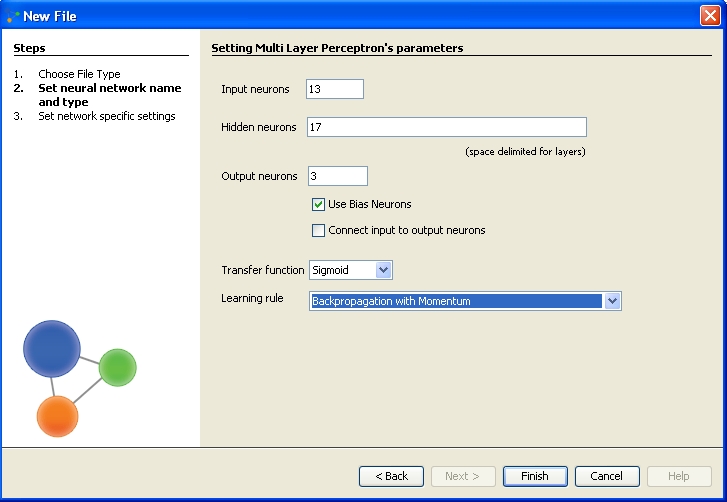 New File
Steps
1. Choose File Type
2. Set neural network name
and type
3. Set network specific settings
Setting Multi Layer Perceptron's parameters
Input neurons 13
Hidden neurons 17
(space delimited for layers)
Output neurons 3
Use Bias Neurons
Connect input to output neurons
Transfer function Sigmoid
Learning rule Backpropagation with Momentum
< Back Next > Finish Cancel Help